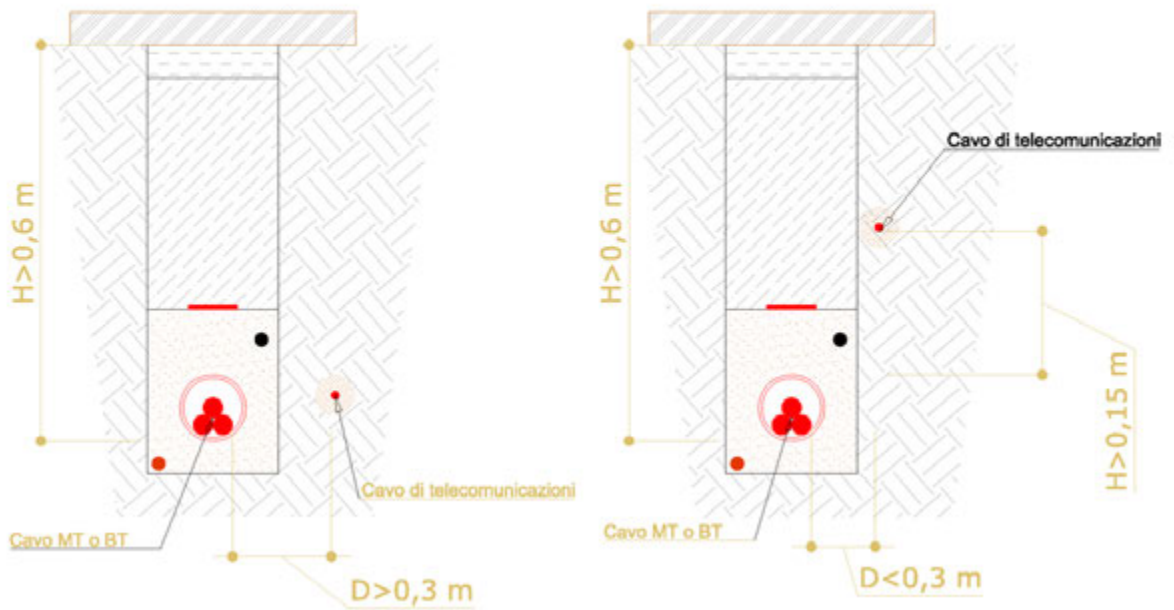 H>0,6 m
Cavo di telecomunicazioni
Cavo MT o BT
D>0,3 m
H>0,6 m
Cavo di telecomunicazioni
H>0,15 m
Cavo MT o BT
D<0,3 m